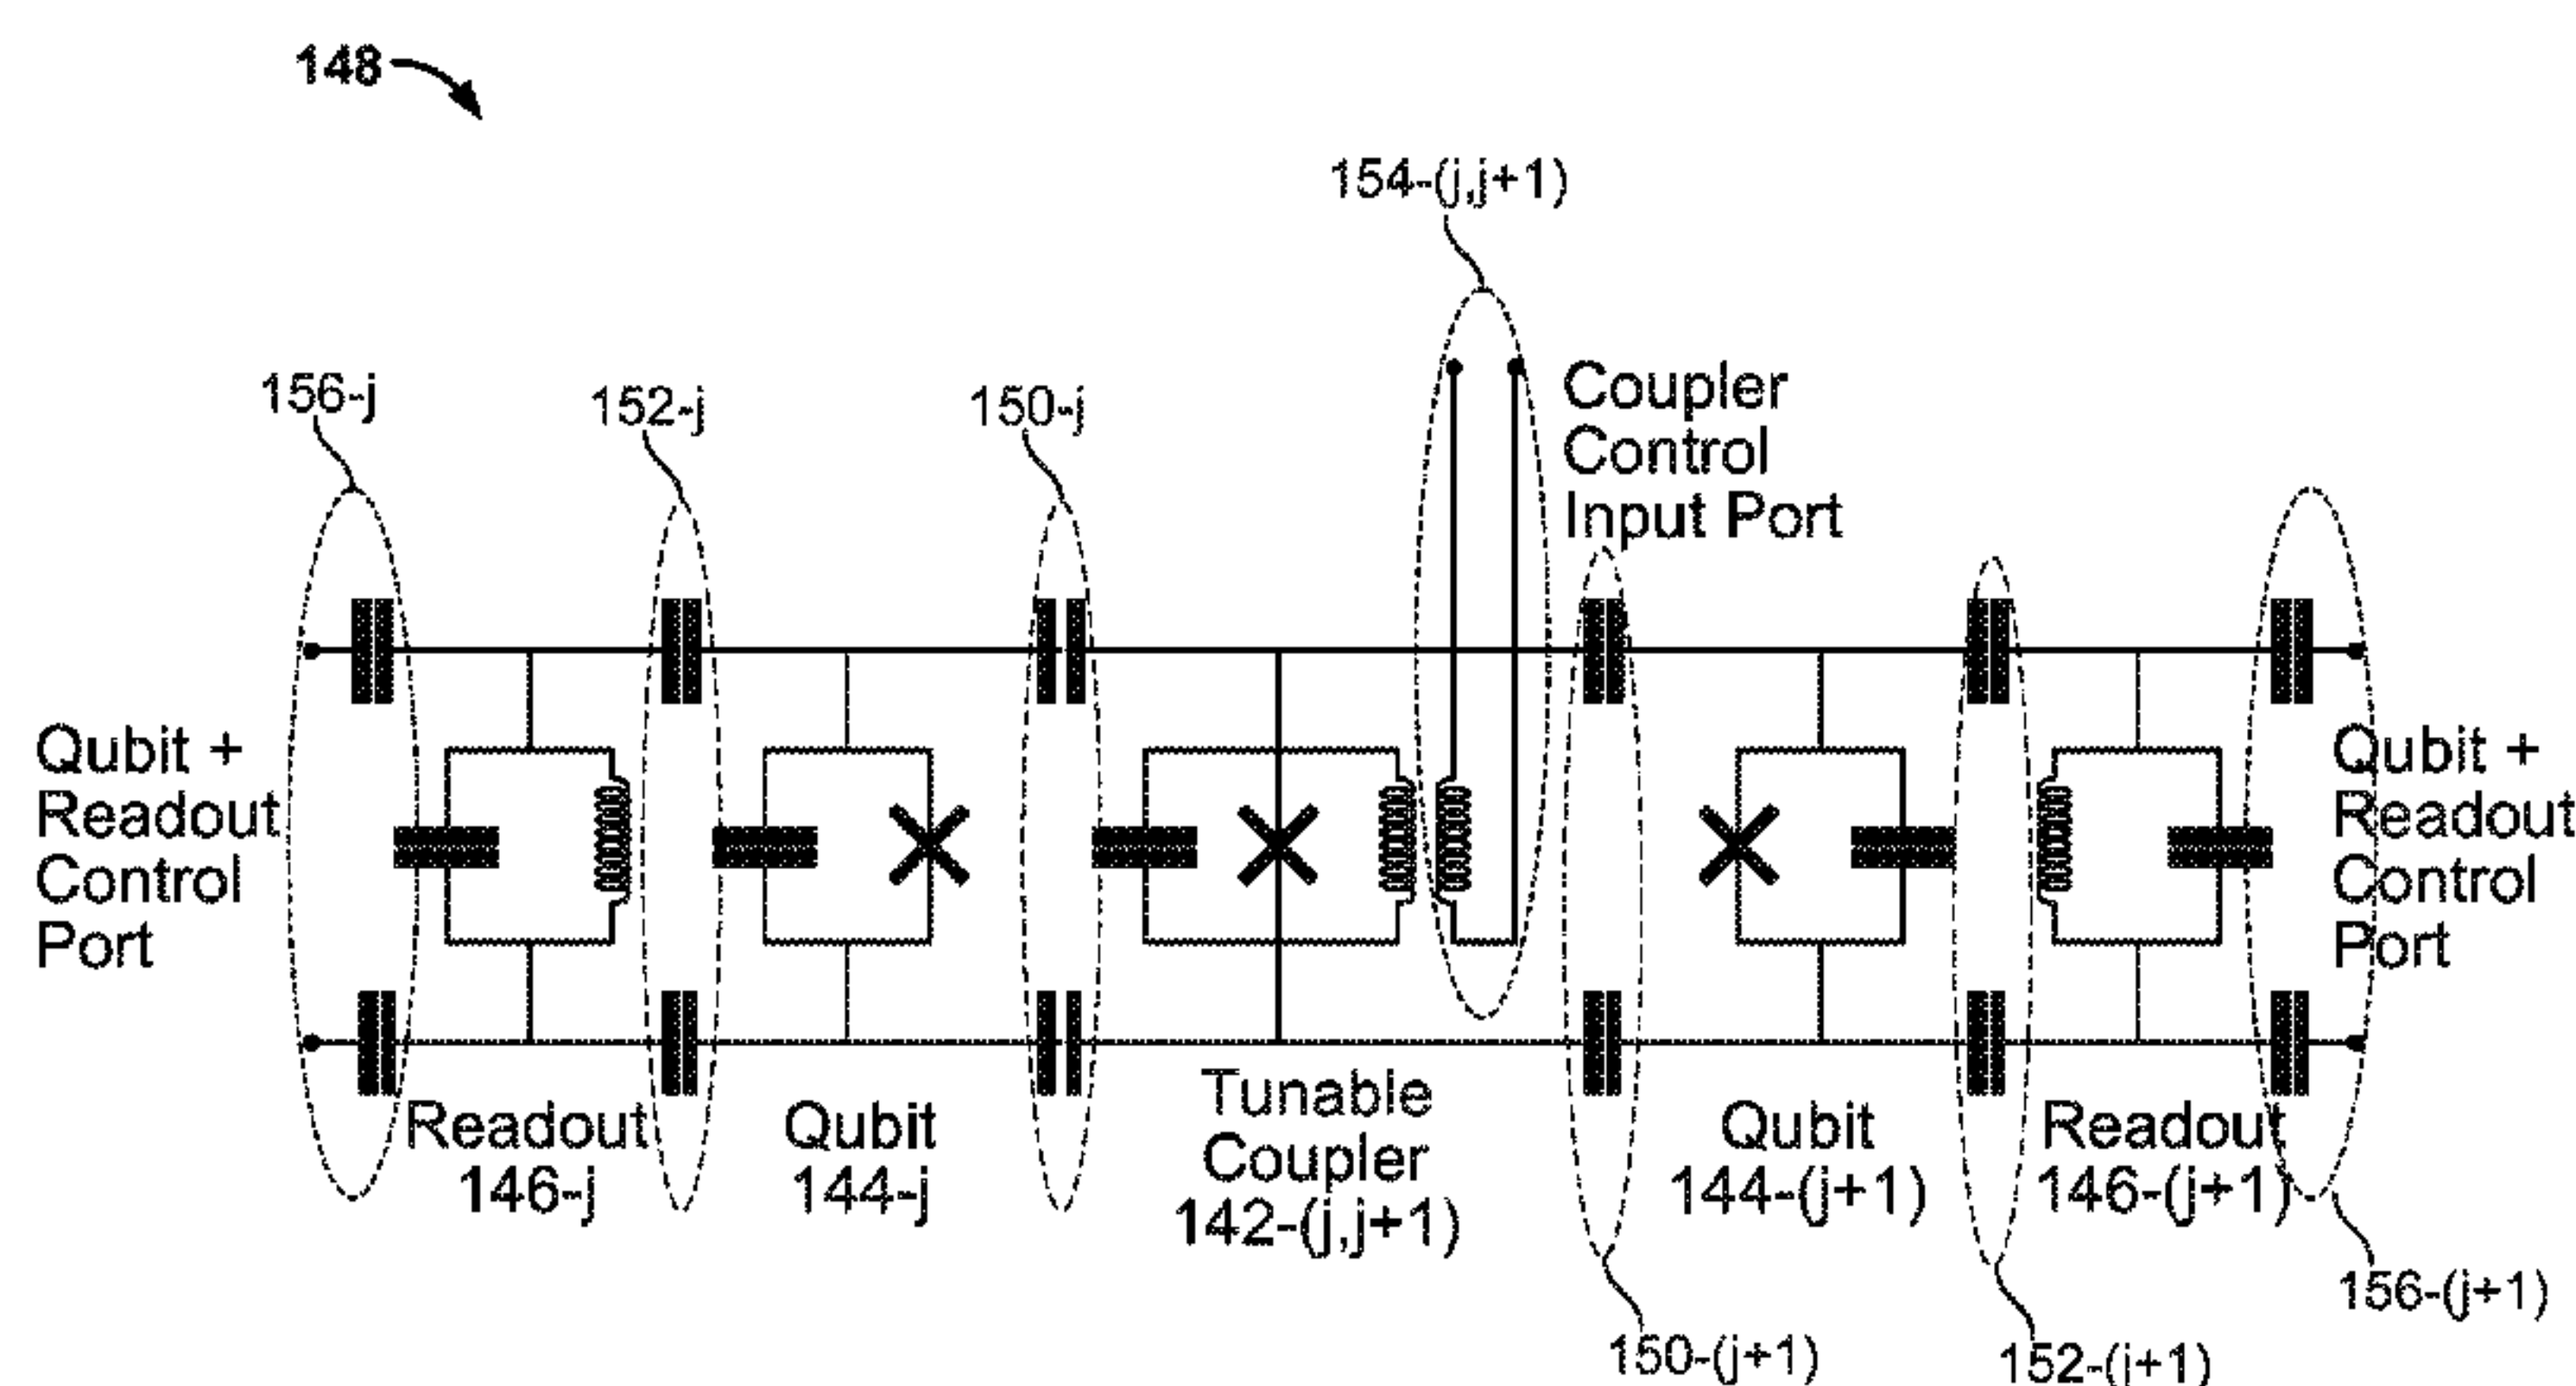 148
154-(j,j+1)
156-j
152-j
150-j
Coupler
Control
Input Port
Qubit +
Readout
Control
Port
Qubit +
Readout
Control
Port
Readout
146-j
Qubit
144-j
Tunable
Coupler
142-(j,j+1)
Qubit
144-(j+1)
Readout
146-(j+1)
156-(j+1)
150-(j+1)
152-(j+1)